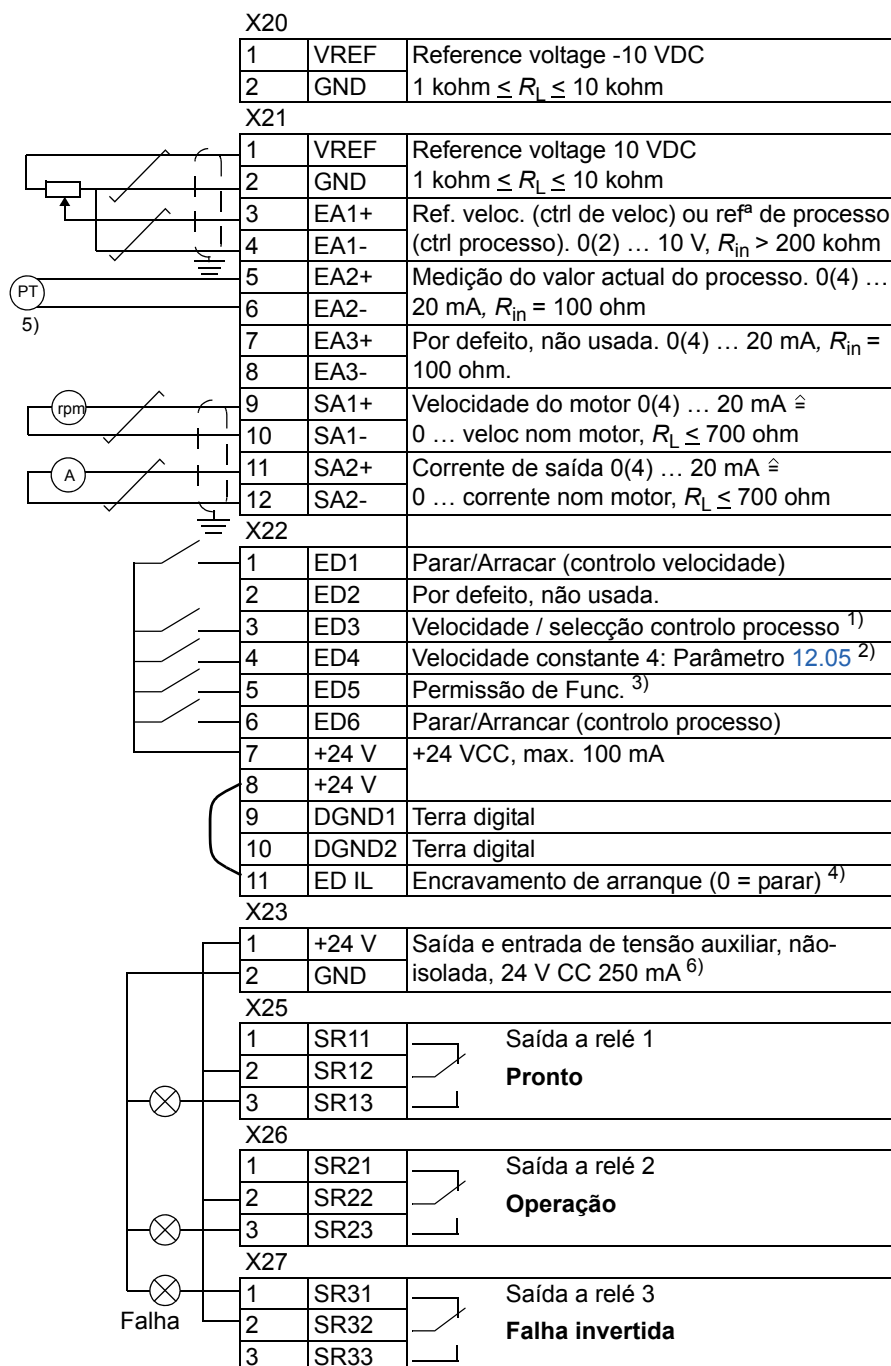 X20
1 VREF Reference voltage -10 VDC
2 GND 1 kohm ≤ RL ≤ 10 kohm
X21
1 VREF Reference voltage 10 VDC
2 GND 1 kohm ≤ RL ≤ 10 kohm
3 EA1+ Ref. veloc. (ctrl de veloc) ou refª de processo
4 EA1- (ctrl processo). 0(2) … 10 V, Rin > 200 kohm
PT
5)
5 EA2+ Medição do valor actual do processo. 0(4) …
6 EA2- 20 mA, Rin = 100 ohm
7 EA3+ Por defeito, não usada. 0(4) … 20 mA, Rin =
8 EA3- 100 ohm.
rpm
9 SA1+ Velocidade do motor 0(4) … 20 mA ≙
10 SA1- 0 … veloc nom motor, RL ≤ 700 ohm
A
11 SA2+ Corrente de saída 0(4) … 20 mA ≙
12 SA2- 0 … corrente nom motor, RL ≤ 700 ohm
X22
1 ED1 Parar/Arracar (controlo velocidade)
2 ED2 Por defeito, não usada.
3 ED3 Velocidade / selecção controlo processo 1)
4 ED4 Velocidade constante 4: Parâmetro 12.05 2)
5 ED5 Permissão de Func. 3)
6 ED6 Parar/Arrancar (controlo processo)
7 +24 V +24 VCC, max. 100 mA
8 +24 V
9 DGND1 Terra digital
10 DGND2 Terra digital
11 ED IL Encravamento de arranque (0 = parar) 4)
X23
1 +24 V Saída e entrada de tensão auxiliar, não-
2 GND isolada, 24 V CC 250 mA 6)
X25
1 SR11 Saída a relé 1
2 SR12 Pronto
3 SR13
X26
1 SR21 Saída a relé 2
2 SR22 Operação
3 SR23
X27
1 SR31 Saída a relé 3
Falha
2 SR32 Falha invertida
3 SR33